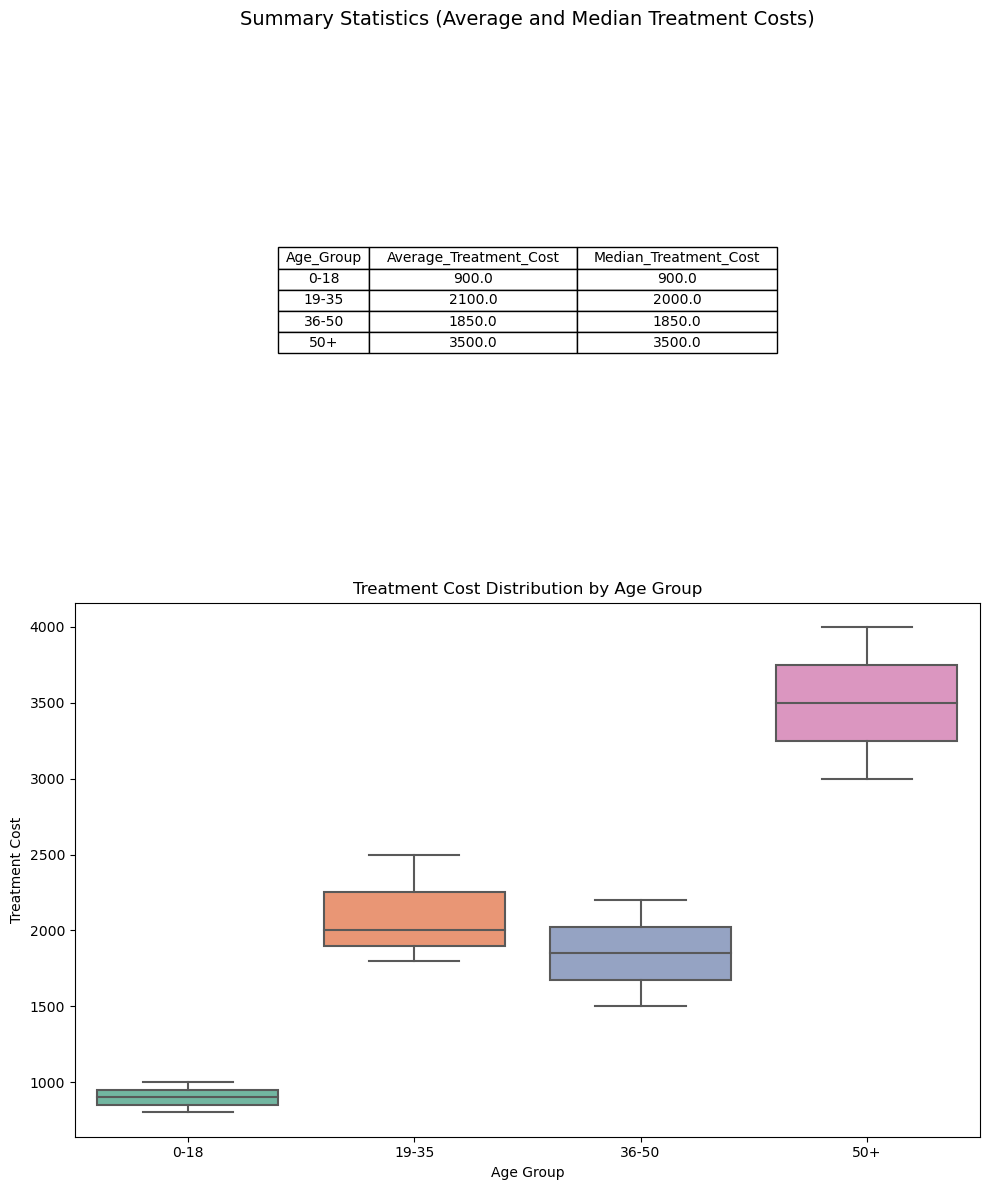 Summary Statistics (Average and Median Treatment Costs)
Age_Group Average_Treatment_Cost Median_Treatment_Cost
0-18 900.0 900.0
19-35 2100.0 2000.0
36-50 1850.0 1850.0
50+ 3500.0 3500.0
Treatment Cost Distribution by Age Group
4000
3500
3000
2500
2000
1500
1000
Treatment Cost
0-18 19-35 36-50 50+
Age Group